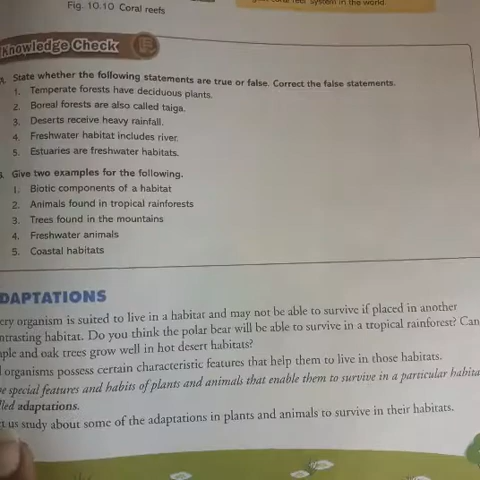 Fig. 10.10 Coral reefs
reef system in the world.
Knowledge Check
State whether the following statements are true or false. Correct the false statements.
1. Temperate forests have deciduous plants.
2. Boreal forests are also called taiga.
3. Deserts receive heavy rainfall.
4. Freshwater habitat includes river.
5. Estuaries are freshwater habitats.
Give two examples for the following.
1. Biotic components of a habitat
2. Animals found in tropical rainforests
3. Trees found in the mountains
4. Freshwater animals
5. Coastal habitats
DAPTATIONS
ery organism is suited to live in a habitat and may not be able to survive if placed in another
ntrasting habitat. Do you think the polar bear will be able to survive in a tropical rainforest? Can
ple and oak trees grow well in hot desert habitats?
organisms possess certain characteristic features that help them to live in those habitats.
e special features and habits of plants and animals that enable them to survive in a particular habita
lled adaptations.
t us study about some of the adaptations in plants and animals to survive in their habitats.